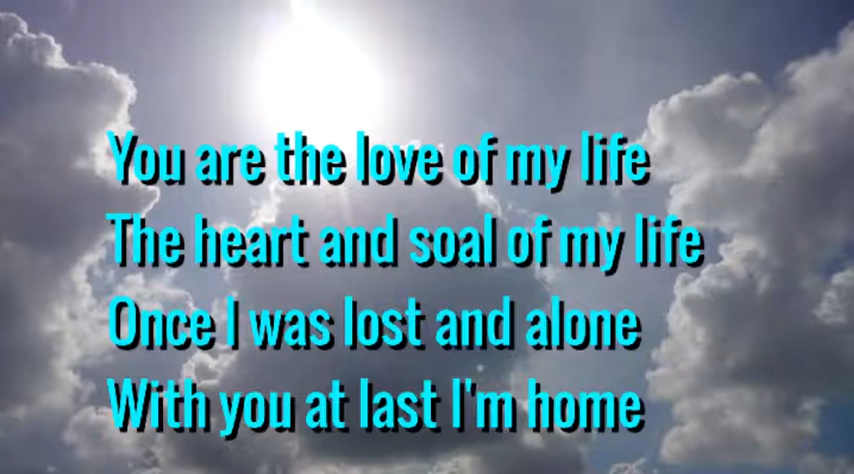 You are the love of my life
The heart and soal of my life
Once I was lost and alone
With you at last I'm home